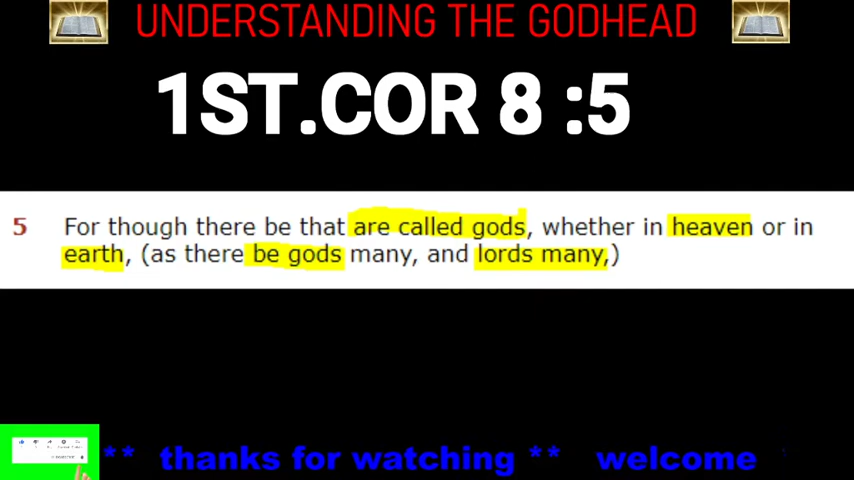 UNDERSTANDING THE GODHEAD
1ST.COR 8 :5
5 For though there be that are called gods, whether in heaven or in
earth, (as there be gods many, and lords many,)
** thanks for watching ** welcome